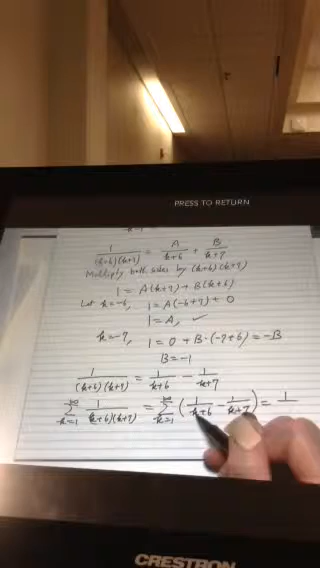 PRESS TO RETURN
1/((k+6)(k+7)) = A/(k+6) + B/(k+7)
Multiply both sides by (k+6)(k+7)
1 = A(k+7) + B(k+6)
Let k=-6, 1 = A(-6+7) + 0
1 = A, ✓
k=-7, 1 = 0 + B·(-7+6) = -B
B = -1
1/((k+6)(k+7)) = 1/(k+6) - 1/(k+7)
∞∑k=1 1/((k+6)(k+7)) = ∞∑k=1 (1/(k+6) - 1/(k+7)) = 1/
CRESTRON